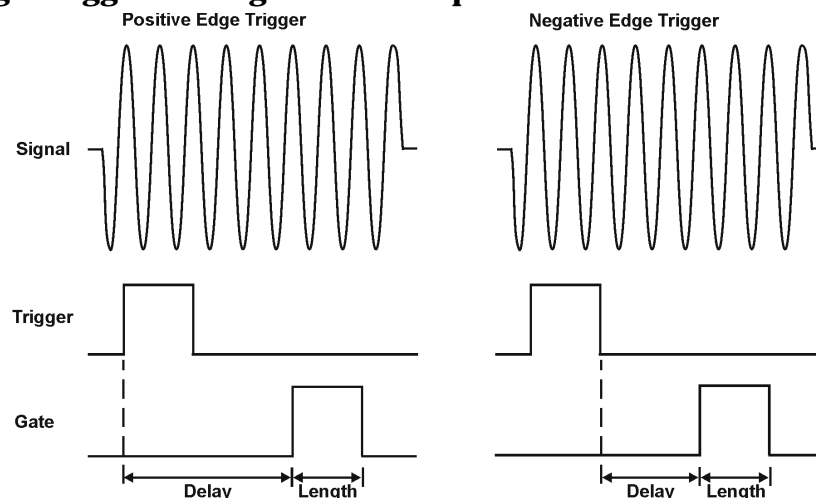 Positive Edge Trigger
Negative Edge Trigger
Signal
Trigger
Gate
Delay
Length
Delay
Length